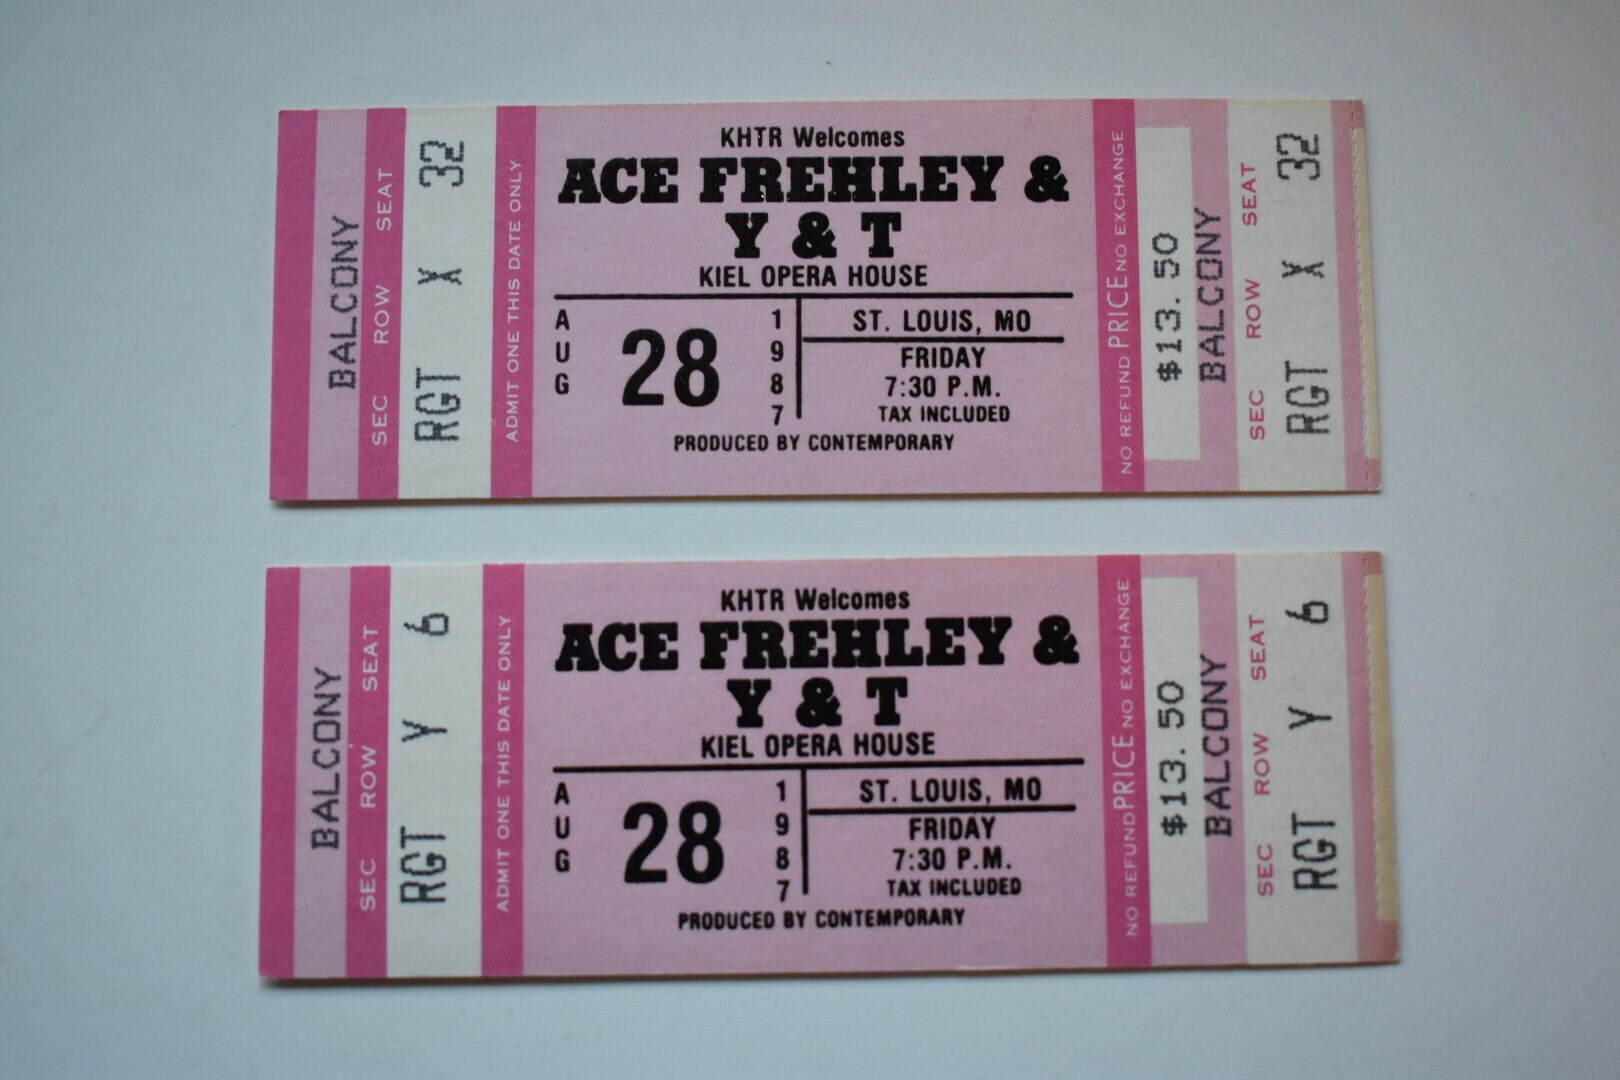 BALCONY
SEC ROW SEAT
RGT X 32
ADMIT ONE THIS DATE ONLY
KHTR Welcomes
ACE FREHLEY &
Y & T
KIEL OPERA HOUSE
AUG 28 1987
ST. LOUIS, MO
FRIDAY
7:30 P.M.
TAX INCLUDED
PRODUCED BY CONTEMPORARY
NO REFUND PRICE NO EXCHANGE
$13.50
BALCONY
SEC ROW SEAT
RGT X 32
BALCONY
SEC ROW SEAT
RGT Y 6
ADMIT ONE THIS DATE ONLY
KHTR Welcomes
ACE FREHLEY &
Y & T
KIEL OPERA HOUSE
AUG 28 1987
ST. LOUIS, MO
FRIDAY
7:30 P.M.
TAX INCLUDED
PRODUCED BY CONTEMPORARY
NO REFUND PRICE NO EXCHANGE
$13.50
BALCONY
SEC ROW SEAT
RGT Y 6